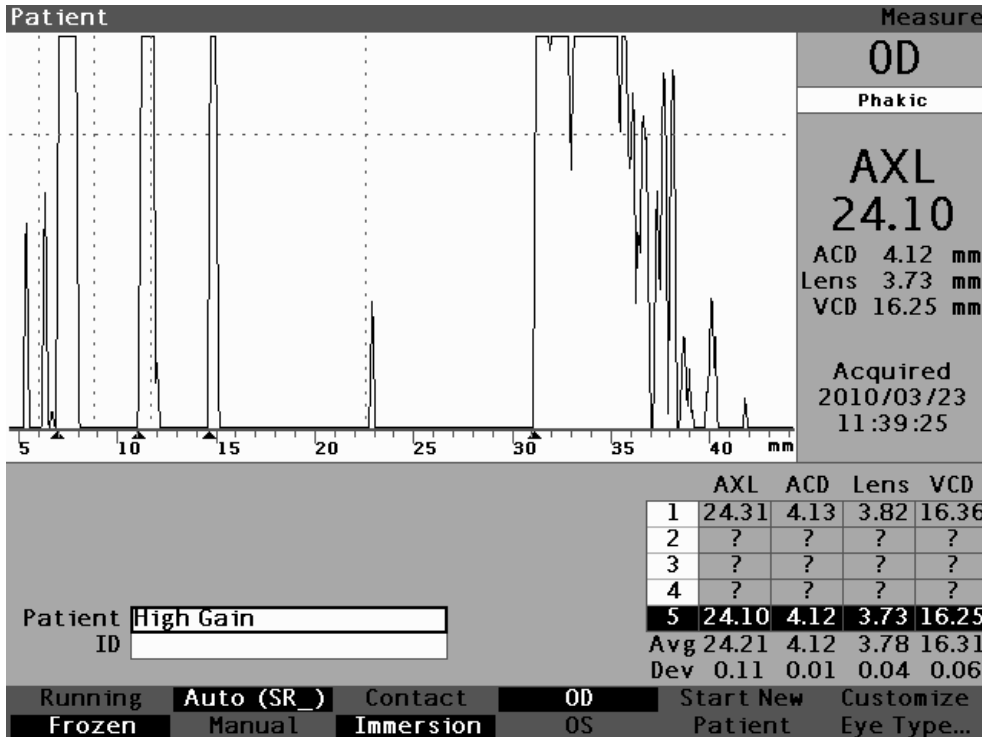 Patient Measure
OD
Phakic
AXL
24.10
ACD 4.12 mm
Lens 3.73 mm
VCD 16.25 mm
Acquired
2010/03/23
11:39:25
5 10 15 20 25 30 35 40 mm
AXL ACD Lens VCD
1 24.31 4.13 3.82 16.36
2 ? ? ? ?
3 ? ? ? ?
4 ? ? ? ?
5 24.10 4.12 3.73 16.25
Avg 24.21 4.12 3.78 16.31
Dev 0.11 0.01 0.04 0.06
Patient High Gain
ID
Running Auto (SR_) Contact OD Start New Customize
Frozen Manual Immersion OS Patient Eye Type...